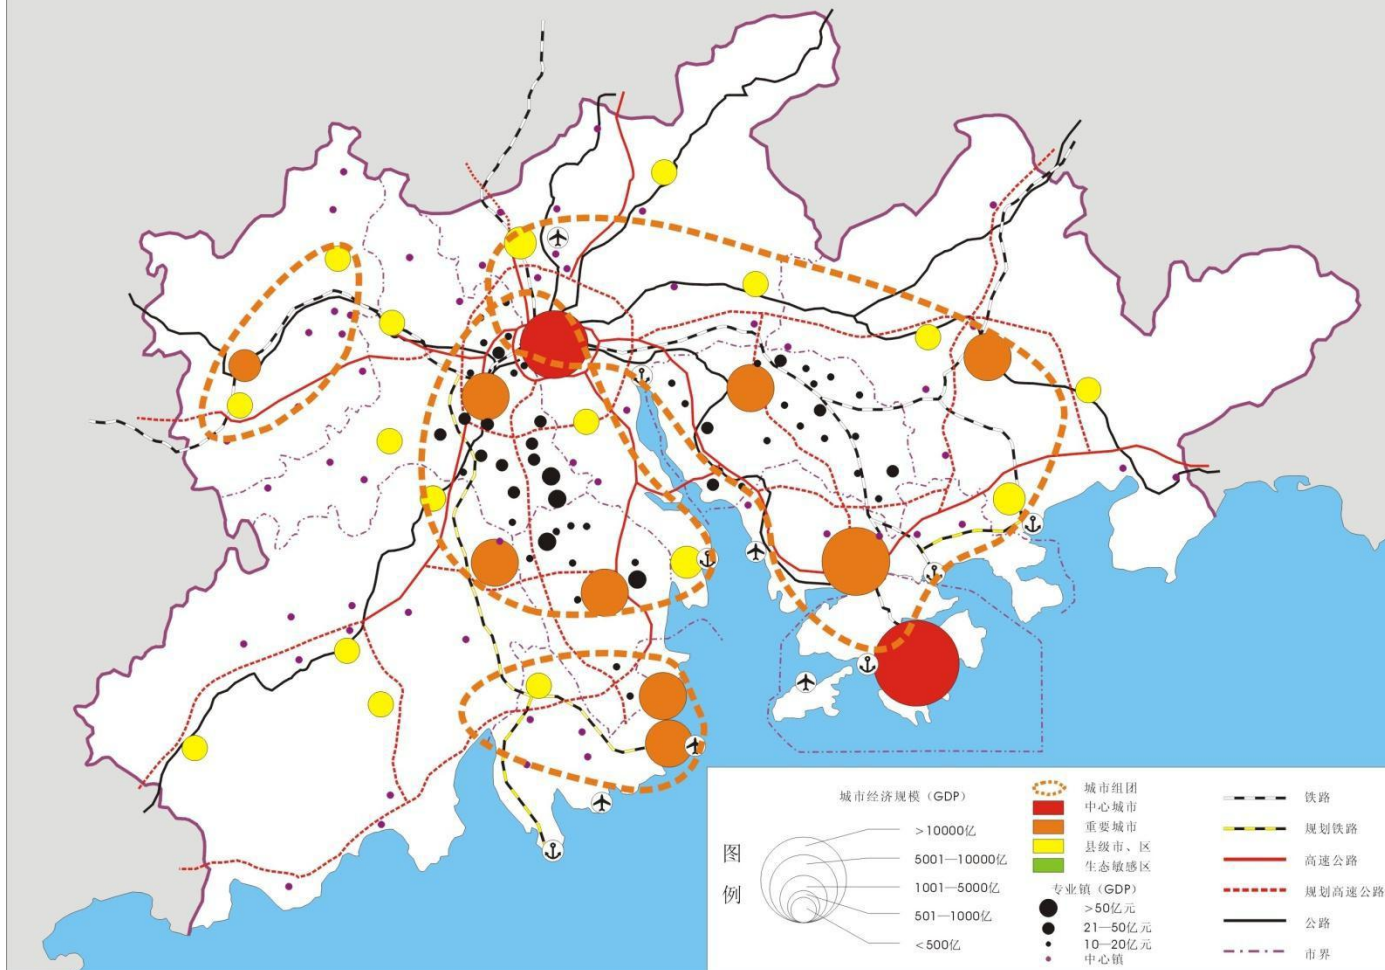 图例
城市经济规模（GDP）
>10000亿
5001—10000亿
1001—5000亿
501—1000亿
<500亿
城市组团
中心城市
重要城市
县级市、区
生态敏感区
专业镇（GDP）
>50亿元
21—50亿元
10—20亿元
中心镇
铁路
规划铁路
高速公路
规划高速公路
公路
市界